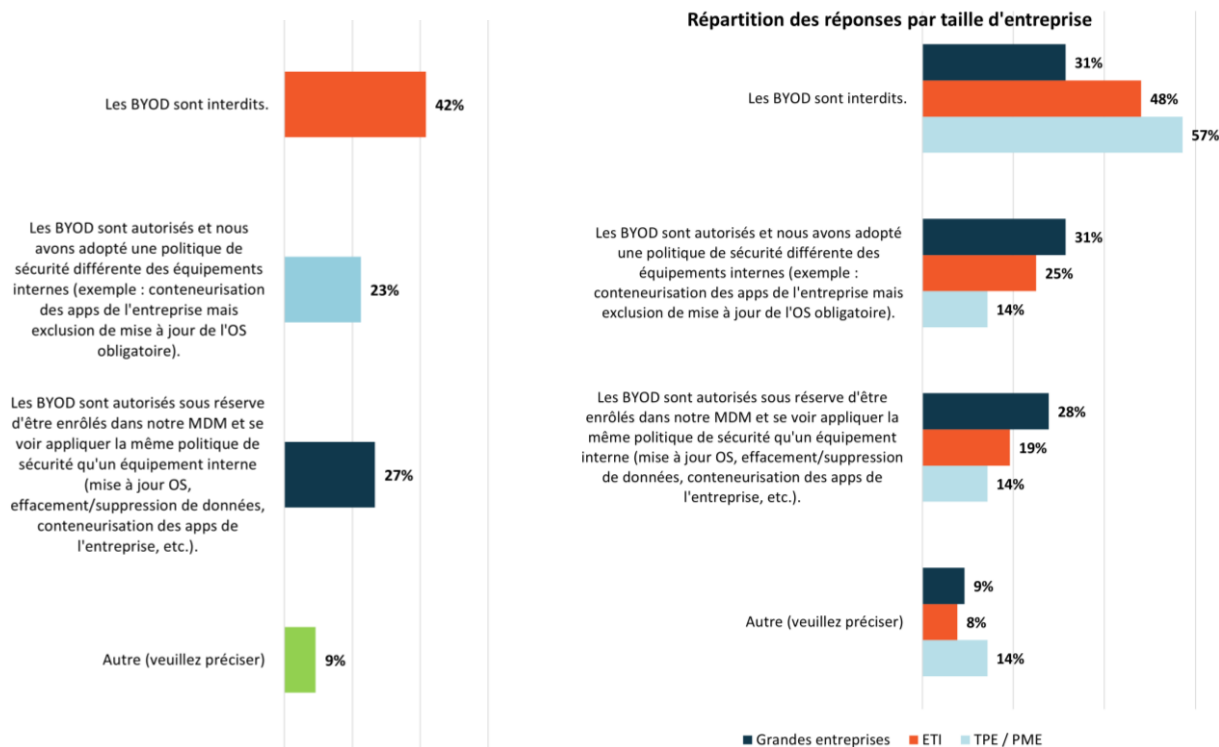 Les BYOD sont interdits.
42%
Les BYOD sont autorisés et nous
avons adopté une politique de
sécurité différente des équipements
internes (exemple : conteneurisation
des apps de l'entreprise mais
exclusion de mise à jour de l'OS
obligatoire).
23%
Les BYOD sont autorisés sous réserve
d'être enrôlés dans notre MDM et se
voir appliquer la même politique de
sécurité qu'un équipement interne
(mise à jour OS,
effacement/suppression de données,
conteneurisation des apps de
l'entreprise, etc.).
27%
Autre (veuillez préciser)
9%
Répartition des réponses par taille d'entreprise
Les BYOD sont interdits.
31%
48%
57%
Les BYOD sont autorisés et nous avons adopté
une politique de sécurité différente des
équipements internes (exemple :
conteneurisation des apps de l'entreprise mais
exclusion de mise à jour de l'OS obligatoire).
31%
25%
14%
Les BYOD sont autorisés sous réserve d'être
enrôlés dans notre MDM et se voir appliquer la
même politique de sécurité qu'un équipement
interne (mise à jour OS, effacement/suppression
de données, conteneurisation des apps de
l'entreprise, etc.).
28%
19%
14%
Autre (veuillez préciser)
9%
8%
14%
Grandes entreprises ETI TPE / PME